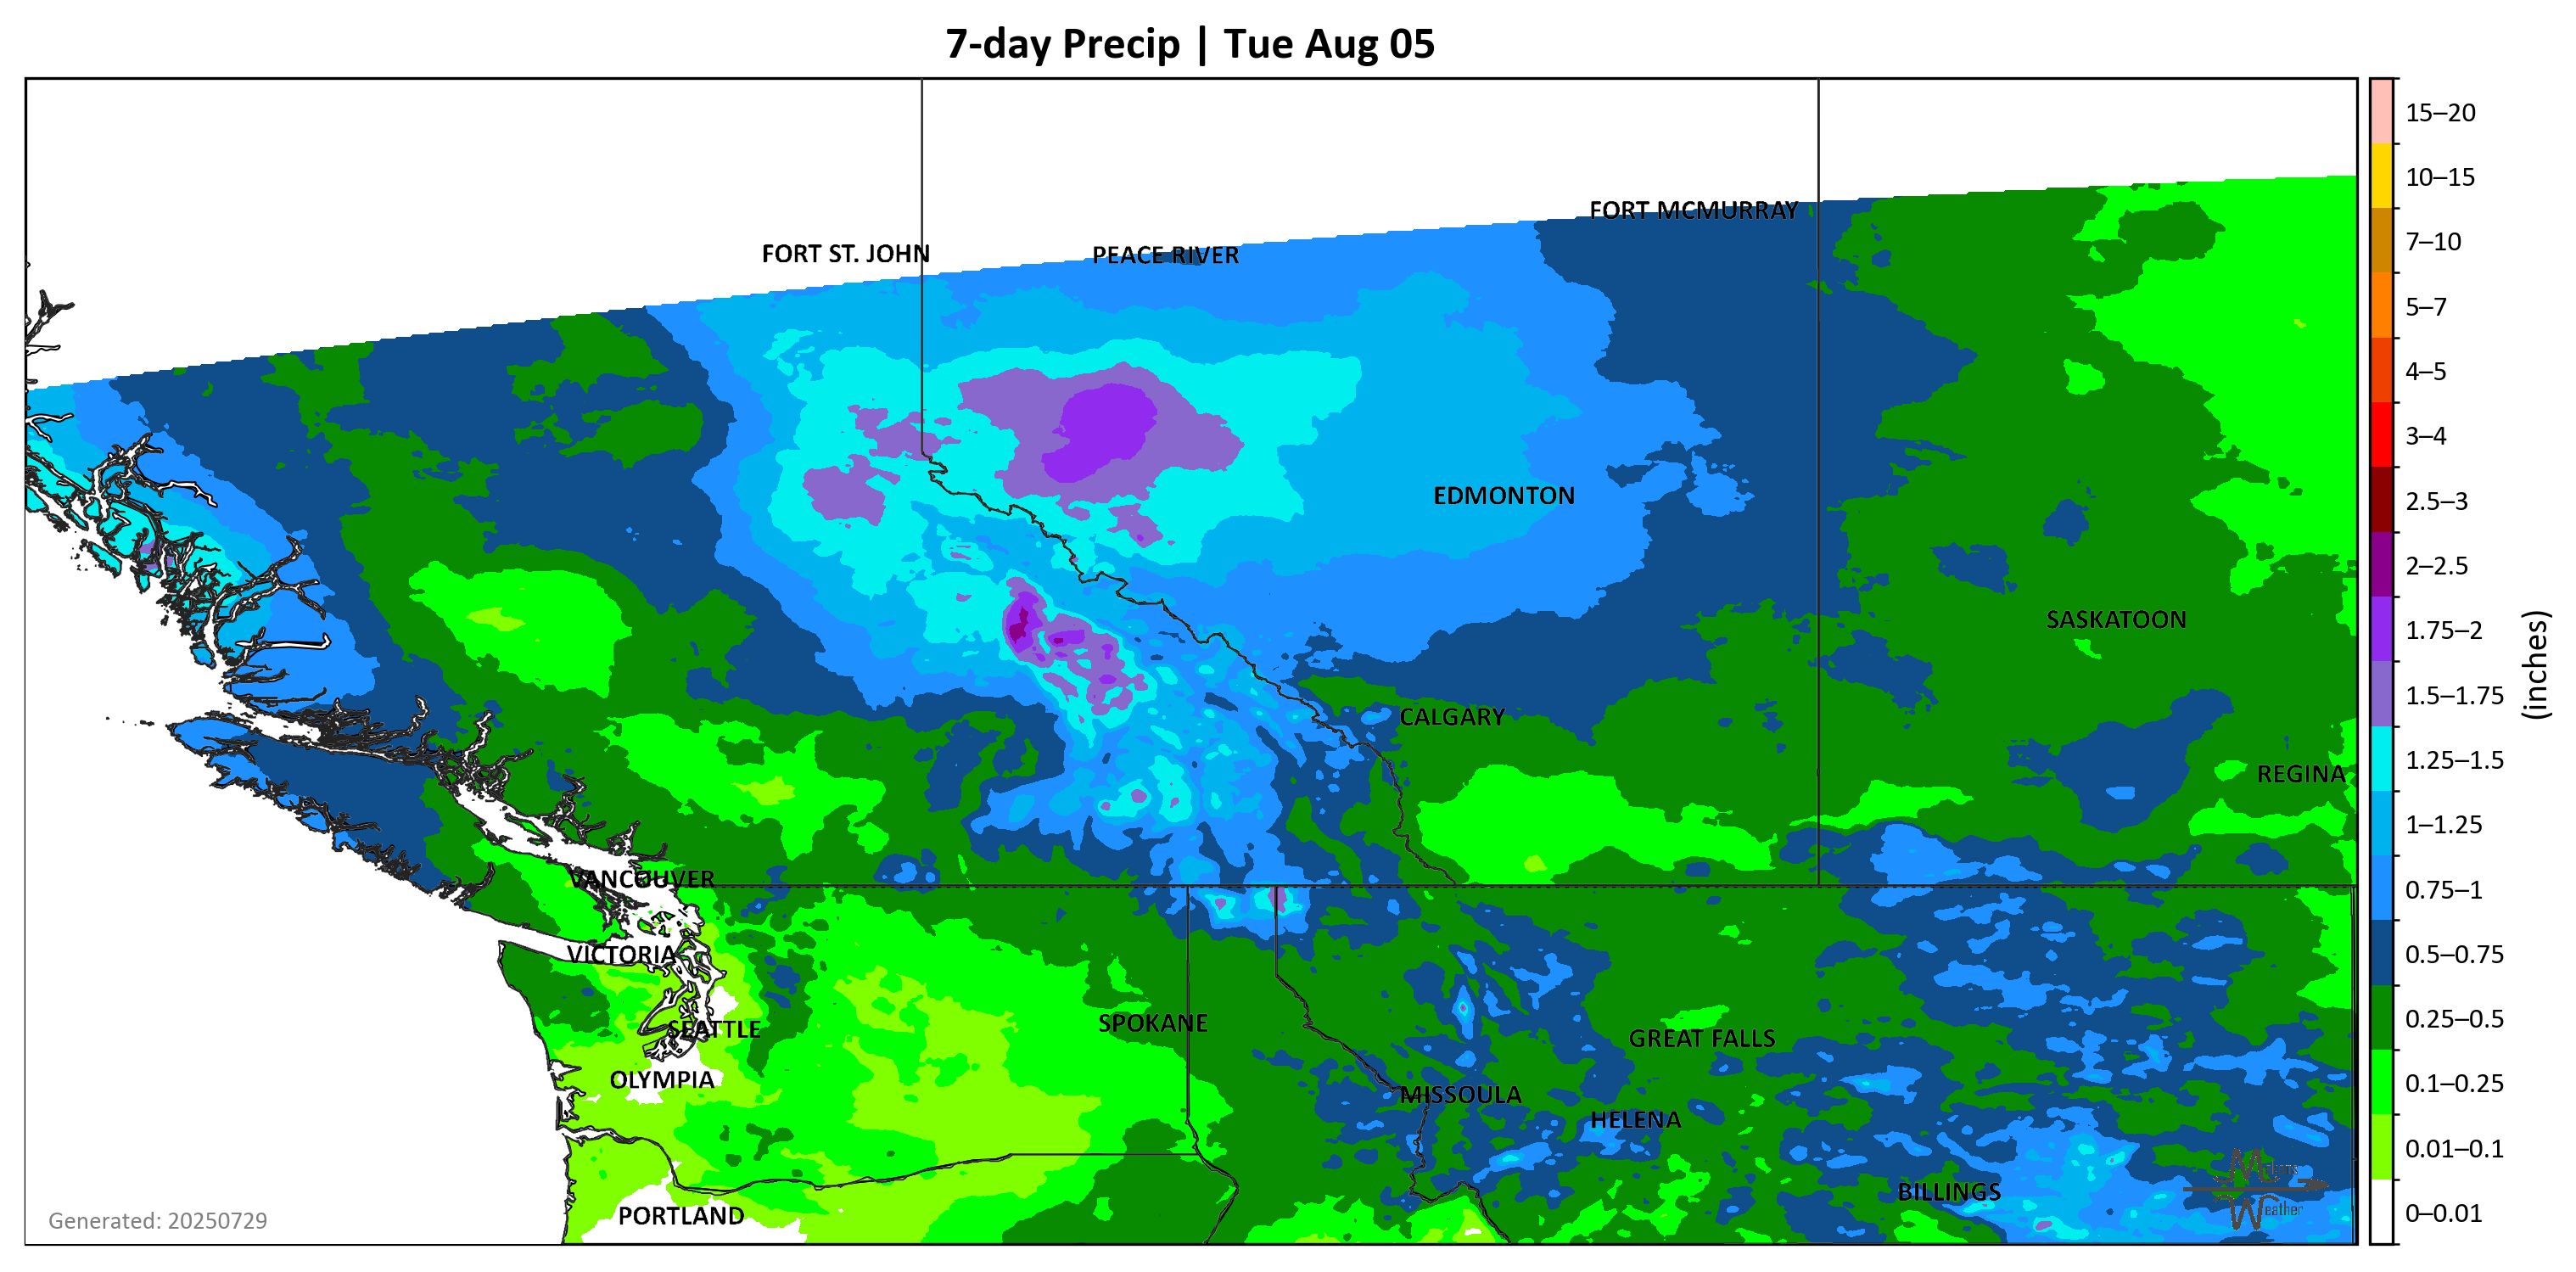 7-day Precip | Tue Aug 05
FORT MCMURRAY
FORT ST. JOHN
PEACE RIVER
EDMONTON
SASKATOON
CALGARY
REGINA
VANCOUVER
VICTORIA
SEATTLE
SPOKANE
GREAT FALLS
OLYMPIA
MISSOULA
HELENA
BILLINGS
PORTLAND
Generated: 20250729
Weather
15–20
10–15
7–10
5–7
4–5
3–4
2.5–3
2–2.5
1.75–2
1.5–1.75
1.25–1.5
1–1.25
0.75–1
0.5–0.75
0.25–0.5
0.1–0.25
0.01–0.1
0–0.01
(inches)